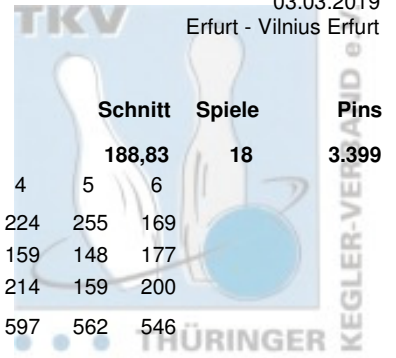 03.03.2019
TKV
Erfurt - Vilnius Erfurt
Schnitt Spiele Pins
188,83 18 3.399
4 5 6
224 255 169
159 148 177
214 159 200
597 562 546
THÜRINGER
KEGLER-VERBAND e.V.